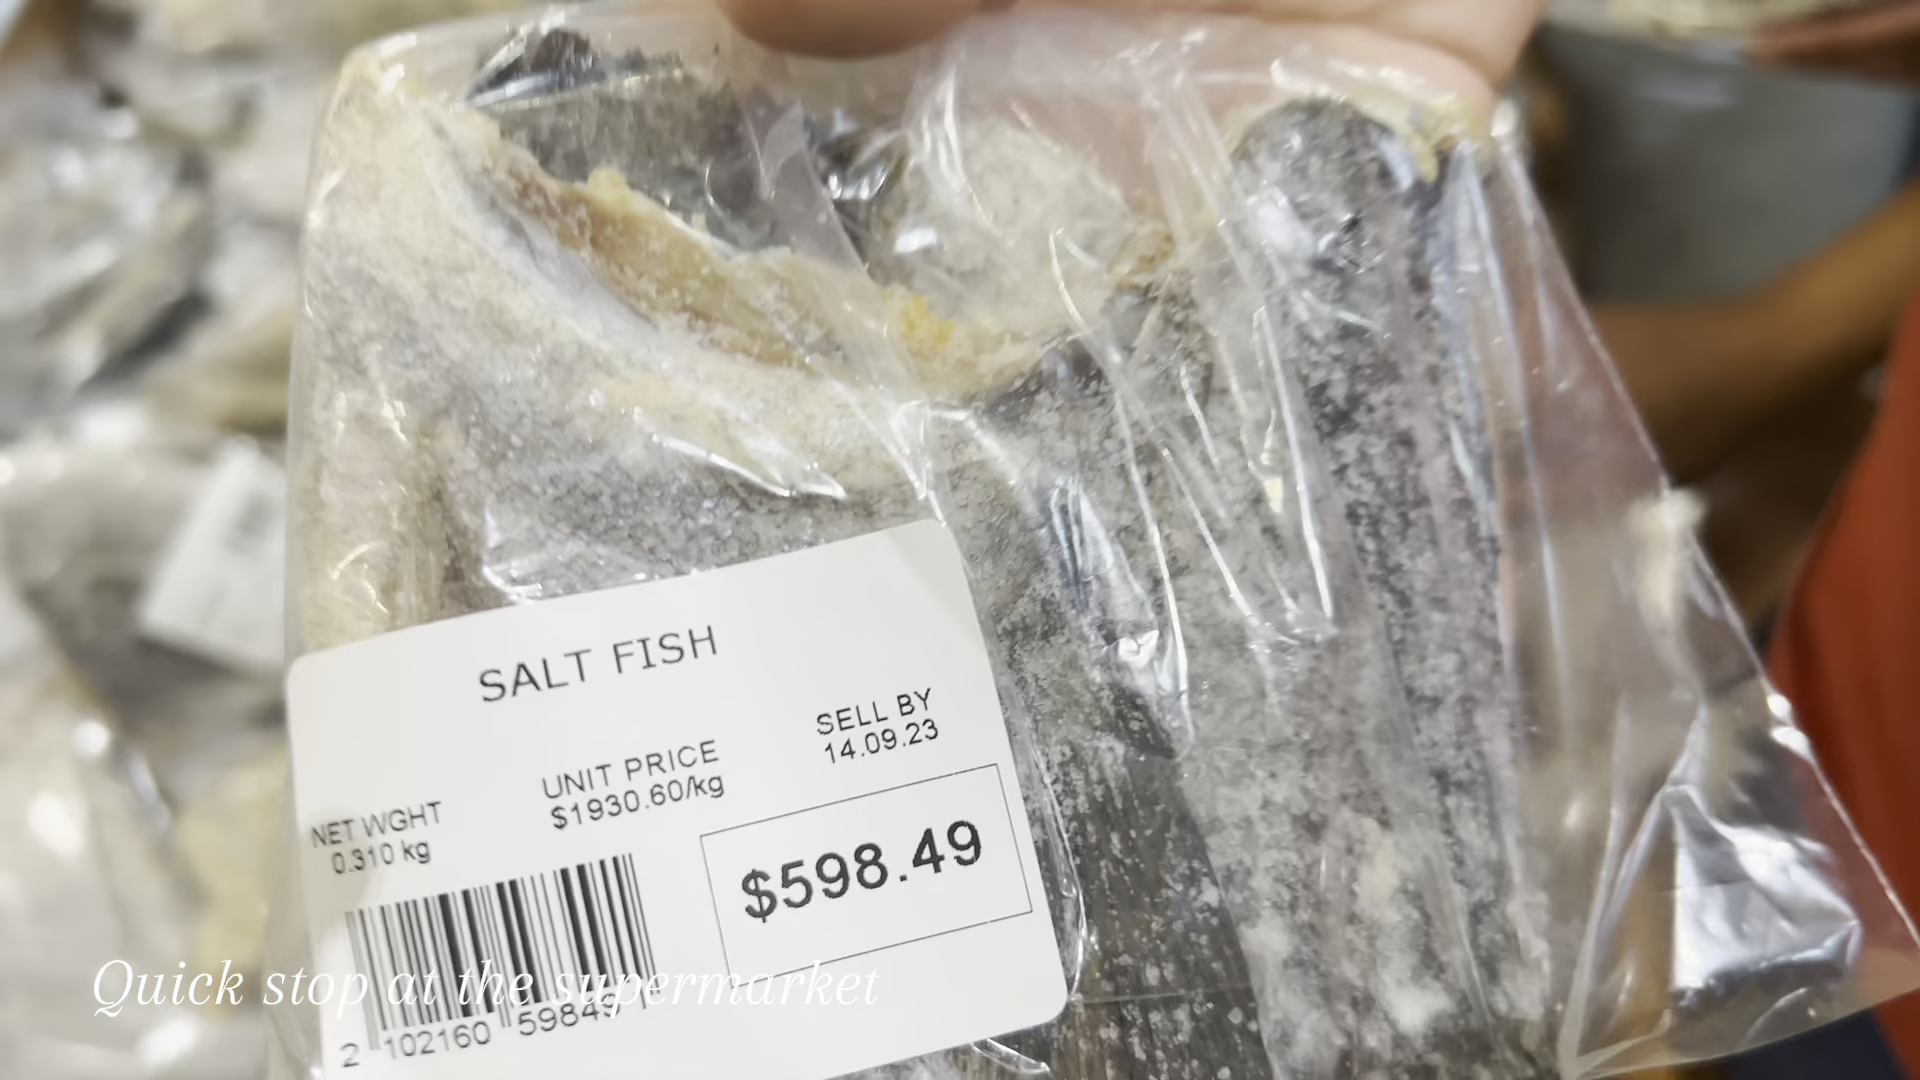 SALT FISH
SELL BY
14.09.23
UNIT PRICE
$1930.60/kg
NET WGHT
0.310 kg
$598.49
2 102160 598491
Quick stop at the supermarket